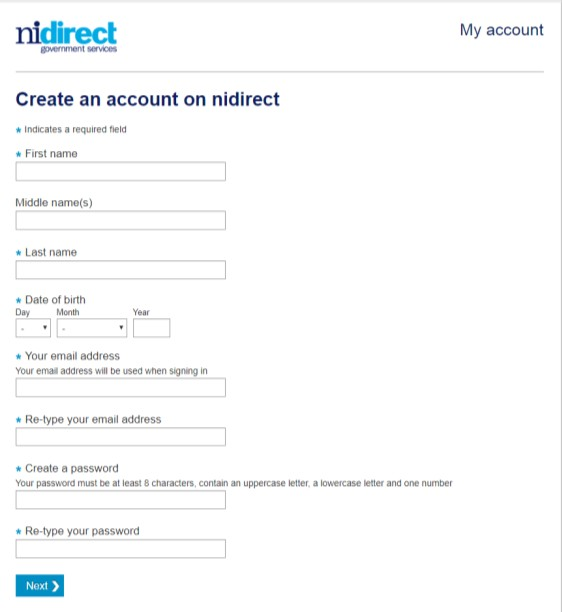 nidirect
government services
My account
Create an account on nidirect
* Indicates a required field
* First name
Middle name(s)
* Last name
* Date of birth
Day Month Year
- -
* Your email address
Your email address will be used when signing in
* Re-type your email address
* Create a password
Your password must be at least 8 characters, contain an uppercase letter, a lowercase letter and one number
* Re-type your password
Next ❯